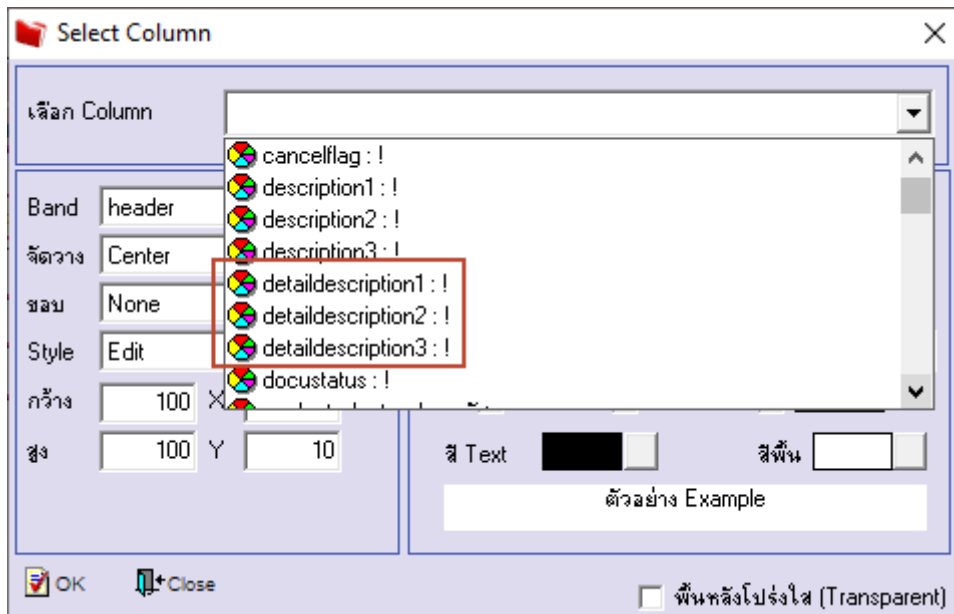 Select Column
เลือก Column
cancelflag : !
description1 : !
description2 : !
description3 : !
detaildescription1 : !
detaildescription2 : !
detaildescription3 : !
docustatus : !
Band header
จัดวาง Center
ขอบ None
Style Edit
กว้าง 100 X
สูง 100 Y 10
สี Text สีพื้น
ตัวอย่าง Example
OK Close
พื้นหลังโปร่งใส (Transparent)